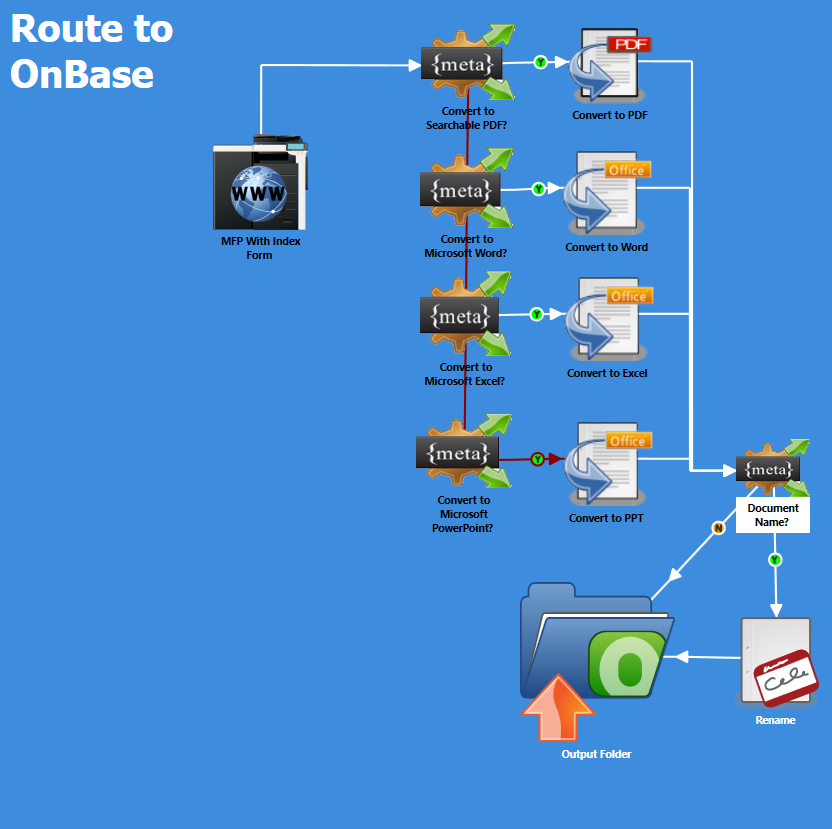 Route to
OnBase
{meta}
Y
PDF
Convert to
Searchable PDF?
Convert to PDF
WWW
MFP With Index
Form
{meta}
Y
Office
Convert to
Microsoft Word?
Convert to Word
{meta}
Y
Office
Convert to
Microsoft Excel?
Convert to Excel
{meta}
Y
Office
Convert to
Microsoft
PowerPoint?
Convert to PPT
{meta}
Document
Name?
N
Y
O
Rename
Output Folder